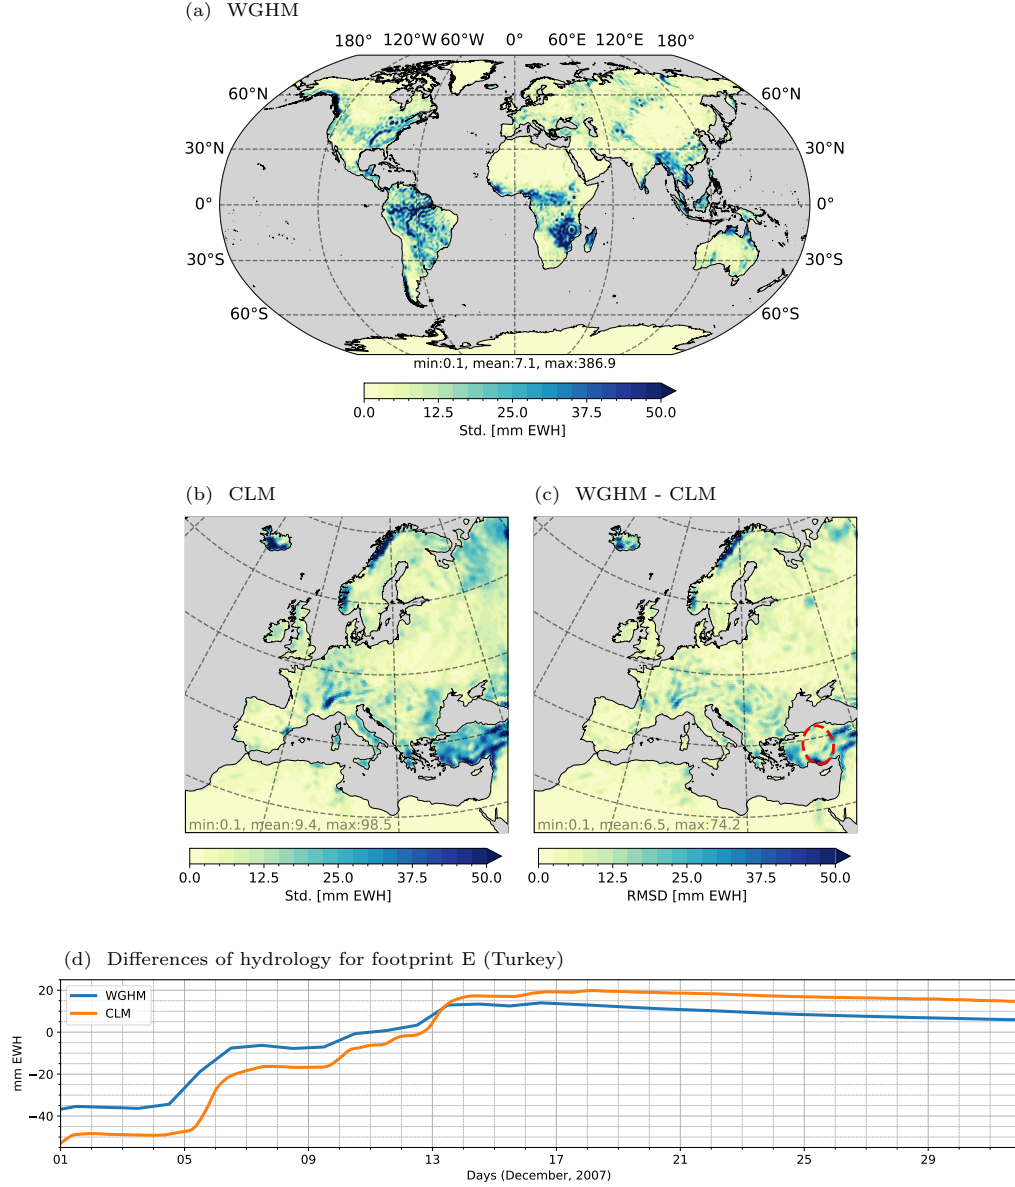 (a) WGHM
180° 120°W 60°W 0° 60°E 120°E 180°
60°N 60°N
30°N 30°N
0° 0°
30°S 30°S
60°S 60°S
min:0.1, mean:7.1, max:386.9
0.0 12.5 25.0 37.5 50.0
Std. [mm EWH]
(b) CLM
(c) WGHM - CLM
min:0.1, mean:9.4, max:98.5
min:0.1, mean:6.5, max:74.2
0.0 12.5 25.0 37.5 50.0
Std. [mm EWH]
0.0 12.5 25.0 37.5 50.0
RMSD [mm EWH]
(d) Differences of hydrology for footprint E (Turkey)
WGHM
CLM
20
0
−20
−40
mm EWH
01 05 09 13 17 21 25 29
Days (December, 2007)